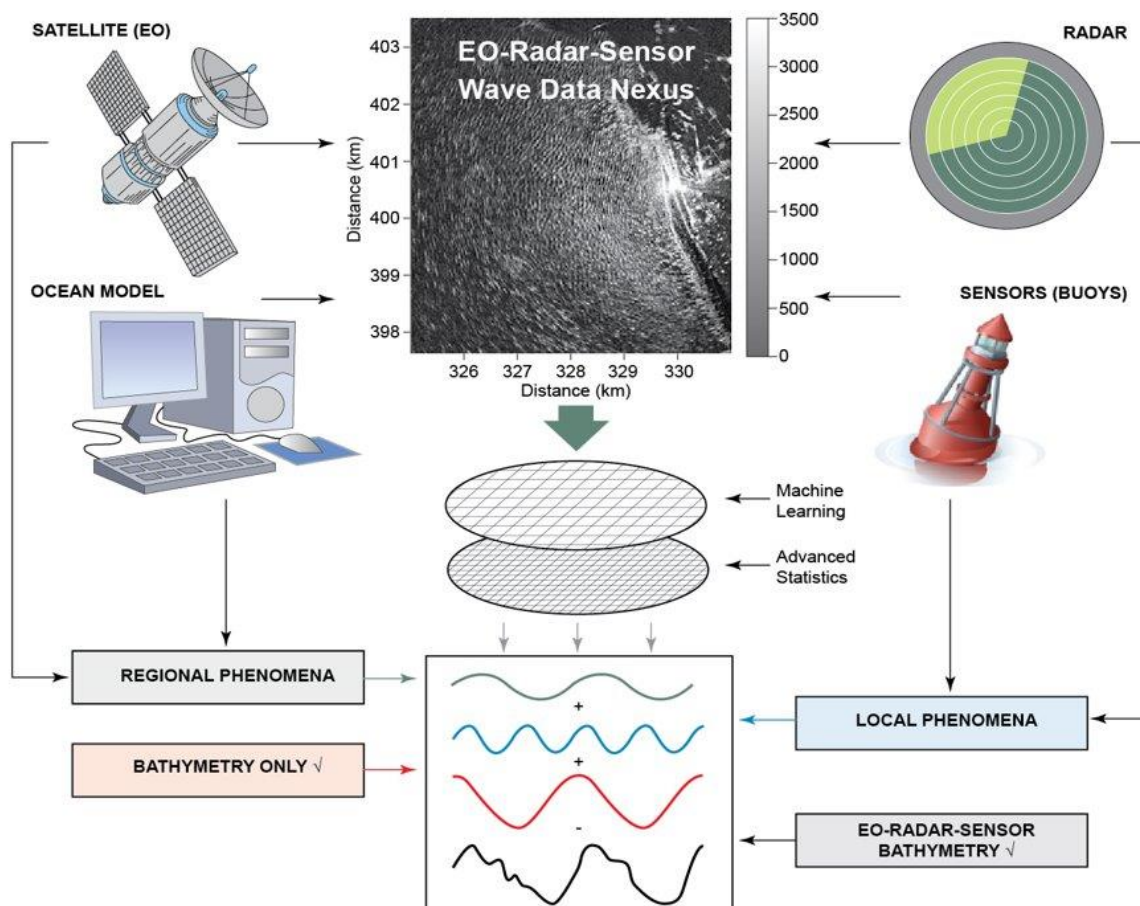 SATELLITE (EO)
EO-Radar-Sensor
Wave Data Nexus
RADAR
403
402
401
400
399
398
Distance (km)
326
327
328
329
330
Distance (km)
3500
3000
2500
2000
1500
1000
500
0
OCEAN MODEL
SENSORS (BUOYS)
Machine
Learning
Advanced
Statistics
REGIONAL PHENOMENA
+
LOCAL PHENOMENA
BATHYMETRY ONLY √
+
-
EO-RADAR-SENSOR
BATHYMETRY √